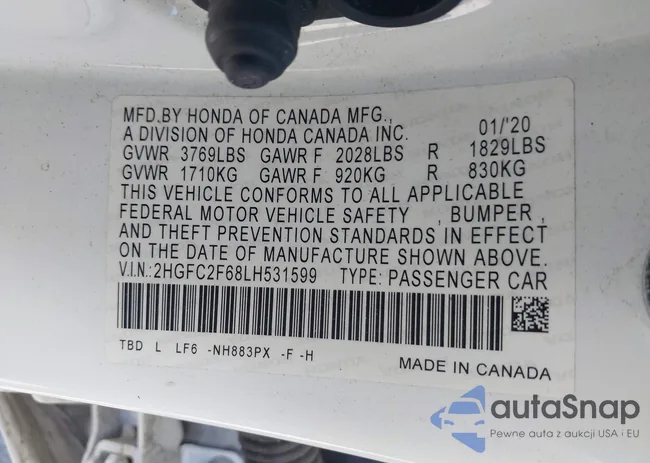 MFD.BY HONDA OF CANADA MFG.,
A DIVISION OF HONDA CANADA INC. 01/'20
GVWR 3769LBS GAWR F 2028LBS R 1829LBS
GVWR 1710KG GAWR F 920KG R 830KG
THIS VEHICLE CONFORMS TO ALL APPLICABLE
FEDERAL MOTOR VEHICLE SAFETY , BUMPER,
AND THEFT PREVENTION STANDARDS IN EFFECT
ON THE DATE OF MANUFACTURE SHOWN ABOVE.
V.I.N.:2HGFC2F68LH531599 TYPE: PASSENGER CAR
TBD L LF6 -NH883PX -F -H
MADE IN CANADA
autaSnap
Pewne auta z aukcji USA i EU